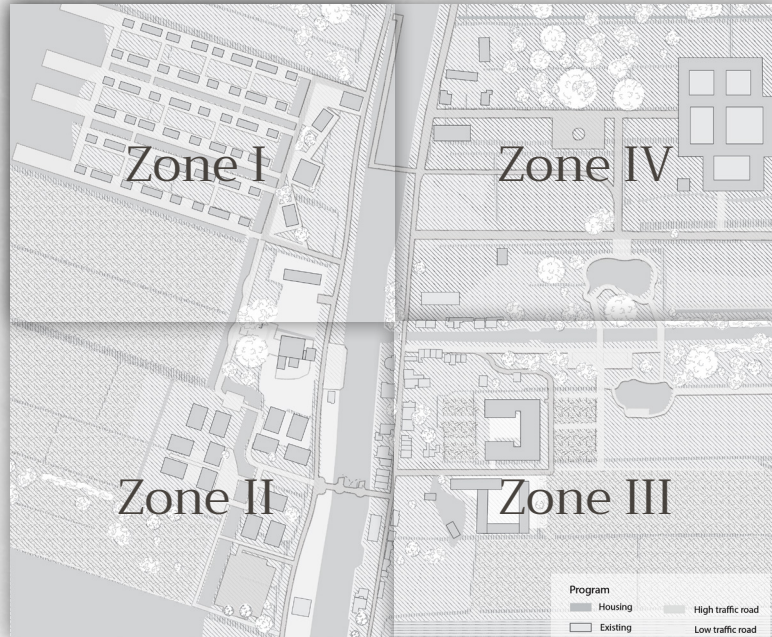 Zone I
Zone IV
Zone II
Zone III
Program
Housing
High traffic road
Existing
Low traffic road